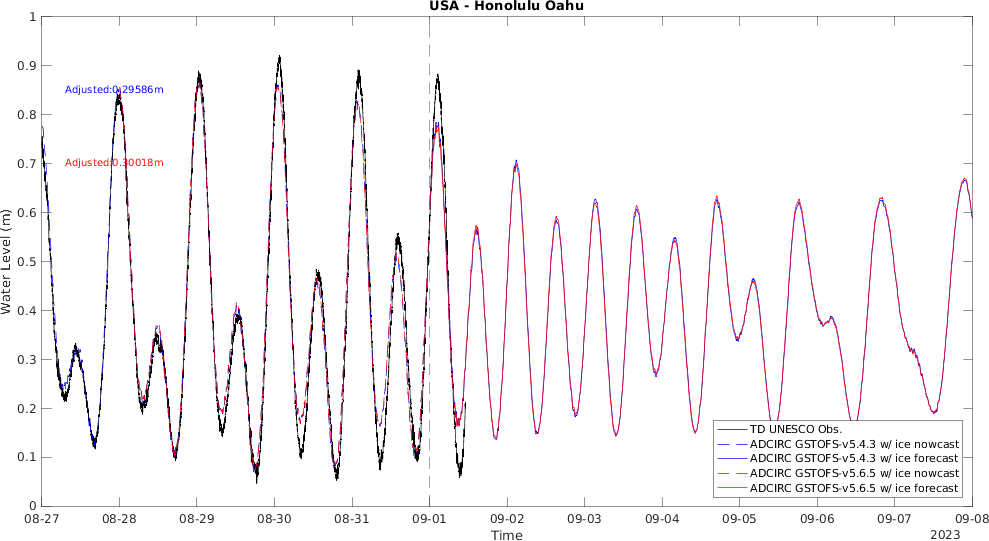 USA - Honolulu Oahu
1
0.9
0.8
0.7
0.6
0.5
0.4
0.3
0.2
0.1
0
Water Level (m)
Adjusted:0.29586m
Adjusted:0.30018m
TD UNESCO Obs.
ADCIRC GSTOFS-v5.4.3 w/ ice nowcast
ADCIRC GSTOFS-v5.4.3 w/ ice forecast
ADCIRC GSTOFS-v5.6.5 w/ ice nowcast
ADCIRC GSTOFS-v5.6.5 w/ ice forecast
08-27 08-28 08-29 08-30 08-31 09-01 09-02 09-03 09-04 09-05 09-06 09-07 09-08
Time
2023